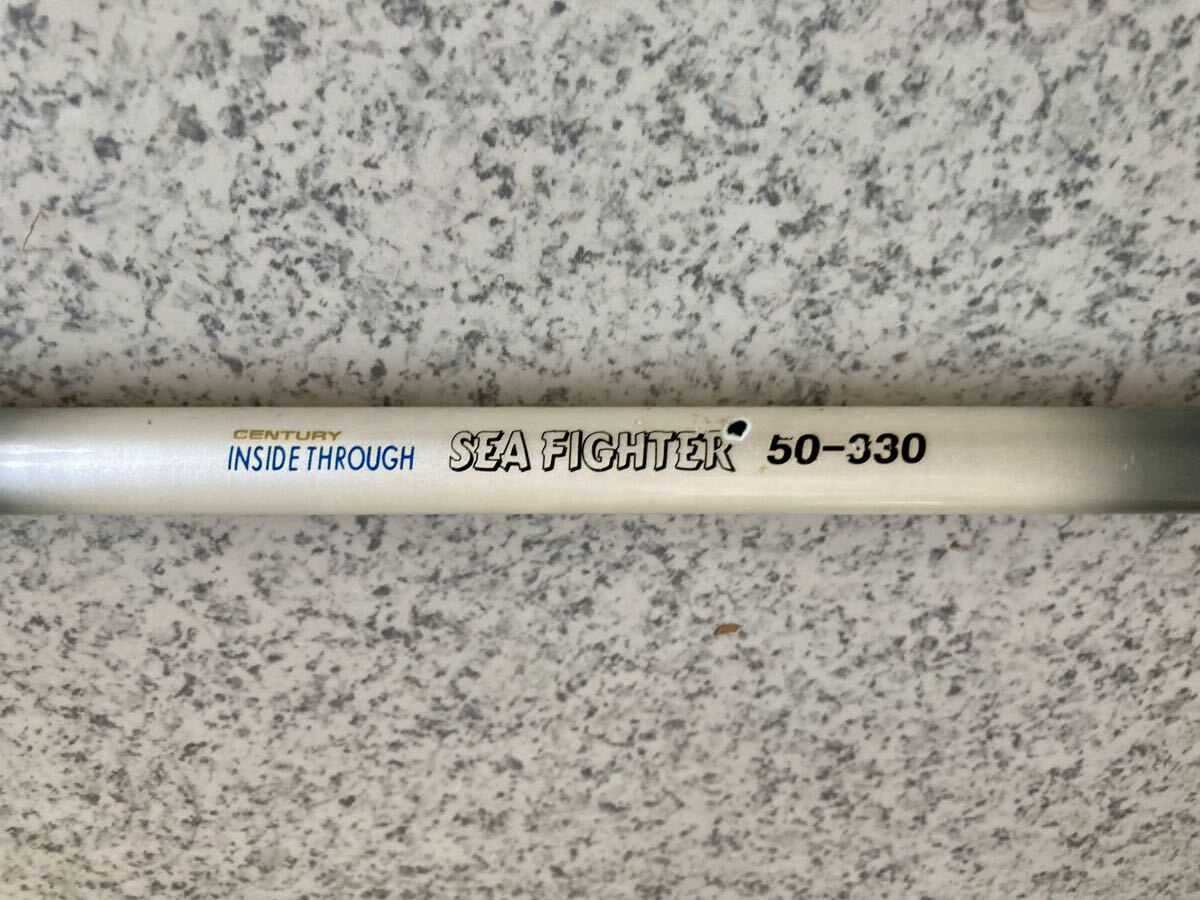 CENTURY
INSIDE THROUGH SEA FIGHTER 50-330